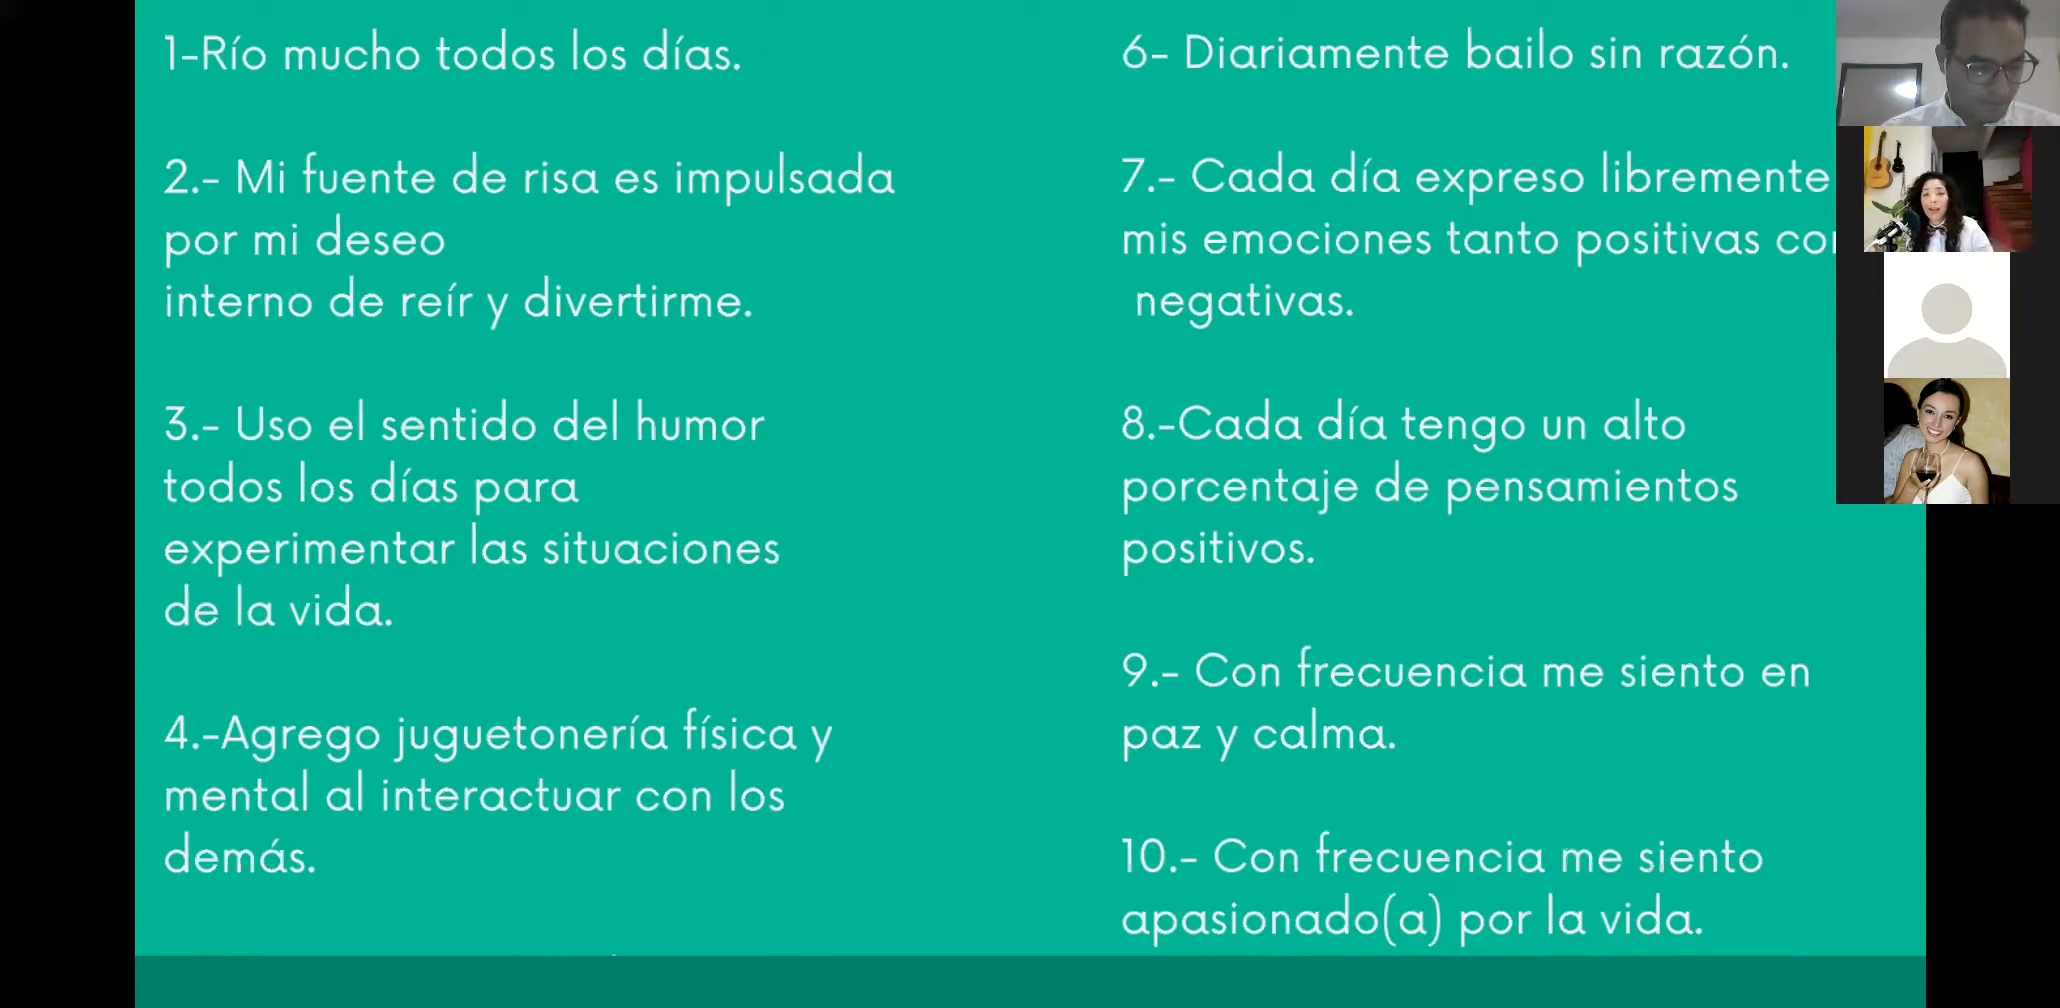 1-Río mucho todos los días.
2.- Mi fuente de risa es impulsada
por mi deseo
interno de reír y divertirme.
3.- Uso el sentido del humor
todos los días para
experimentar las situaciones
de la vida.
4.-Agrego juguetonería física y
mental al interactuar con los
demás.
6- Diariamente bailo sin razón.
7.- Cada día expreso libremente
mis emociones tanto positivas
negativas.
8.-Cada día tengo un alto
porcentaje de pensamientos
positivos.
9.- Con frecuencia me siento en
paz y calma.
10.- Con frecuencia me siento
apasionado(a) por la vida.